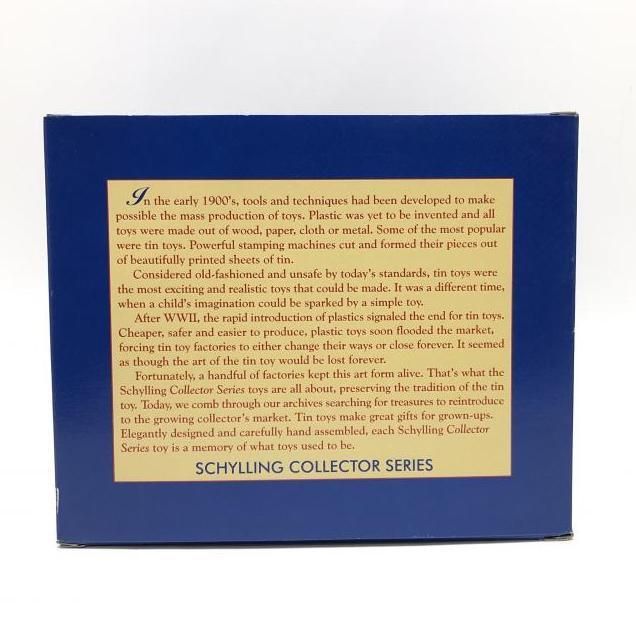 In the early 1900's, tools and techniques had been developed to make
possible the mass production of toys. Plastic was yet to be invented and all
toys were made out of wood, paper, cloth or metal. Some of the most popular
were tin toys. Powerful stamping machines cut and formed their pieces out
of beautifully printed sheets of tin.
Considered old-fashioned and unsafe by today's standards, tin toys were
the most exciting and realistic toys that could be made. It was a different time,
when a child's imagination could be sparked by a simple toy.
After WWII, the rapid introduction of plastics signaled the end for tin toys.
Cheaper, safer and easier to produce, plastic toys soon flooded the market,
forcing tin toy factories to either change their ways or close forever. It seemed
as though the art of the tin toy would be lost forever.
Fortunately, a handful of factories kept this art form alive. That's what the
Schylling Collector Series toys are all about, preserving the tradition of the tin
toy. Today, we comb through our archives searching for treasures to reintroduce
to the growing collector's market. Tin toys make great gifts for grown-ups.
Elegantly designed and carefully hand assembled, each Schylling Collector
Series toy is a memory of what toys used to be.
SCHYLLING COLLECTOR SERIES